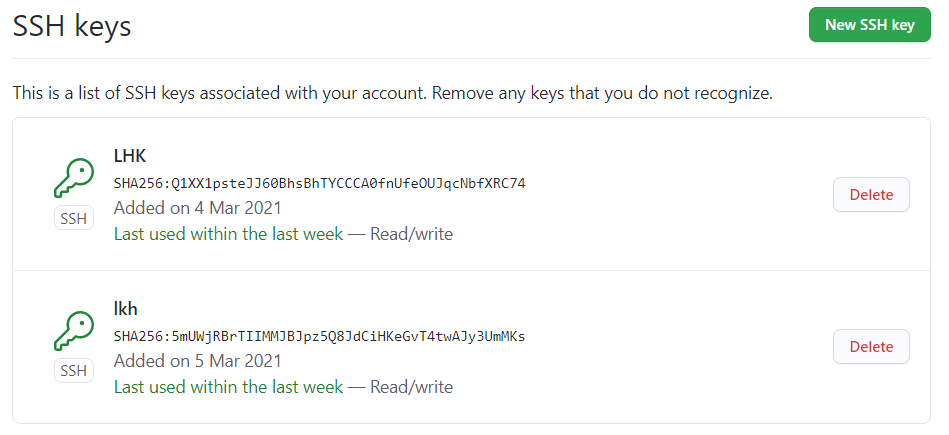 SSH keys
New SSH key
This is a list of SSH keys associated with your account. Remove any keys that you do not recognize.
LHK
SHA256:Q1XX1psteJJ60BhsBhTYCCCA0fnUfeOUJqcNbfXRC74
Added on 4 Mar 2021
Last used within the last week — Read/write
SSH
Delete
lkh
SHA256:5mUWjRBrTIIMMJBJpz5Q8JdCiHKeGvT4twAJy3UmMKs
Added on 5 Mar 2021
Last used within the last week — Read/write
SSH
Delete